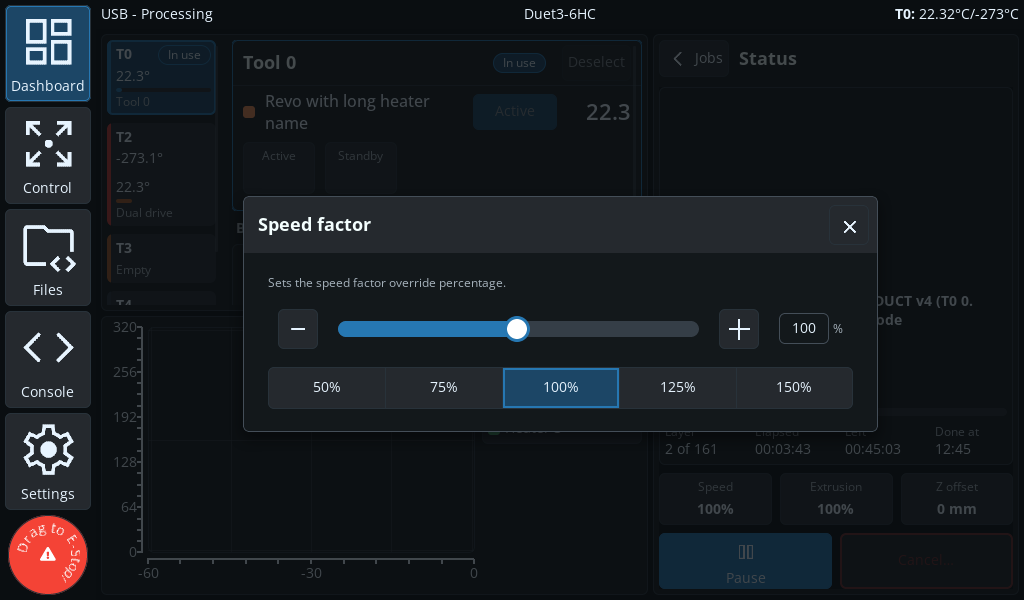 USB - Processing
Duet3-6HC
T0: 22.32°C/-273°C
Dashboard
Control
Files
Console
Settings
Drag to E-Stop!
T0
In use
22.3°
Tool 0
T2
-273.1°
22.3°
Dual drive
T3
Empty
T4
Tool 0
In use
Deselect
Revo with long heater
name
Active
22.3
Active
Standby
Jobs
Status
DUCT v4 (T0 0.
ode
Speed factor
Sets the speed factor override percentage.
100 %
50%
75%
100%
125%
150%
320
256
192
128
64
0
-60
-30
0
Layer
2 of 161
Elapsed
00:03:43
Left
00:45:03
Done at
12:45
Speed
100%
Extrusion
100%
Z offset
0 mm
Pause
Cancel...